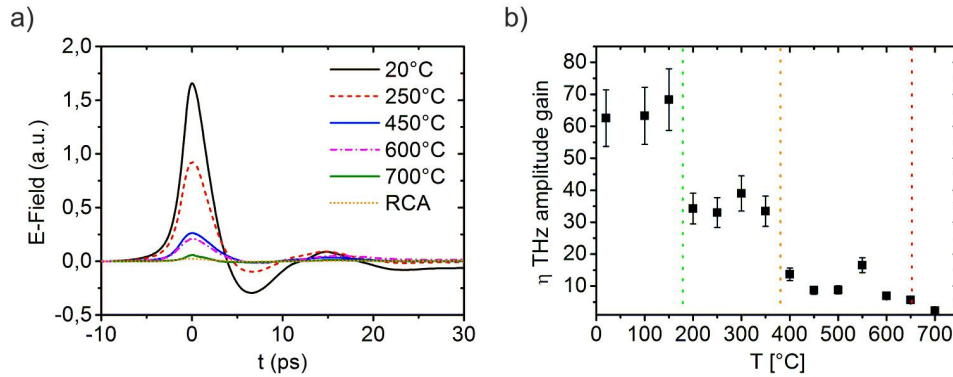 a)
2,0
1,5
1,0
0,5
0,0
-0,5
E-Field (a.u.)
-10 0 10 20 30
t (ps)
20°C
250°C
450°C
600°C
700°C
RCA
b)
80
70
60
50
40
30
20
10
η THz amplitude gain
0 100 200 300 400 500 600 700
T [°C]